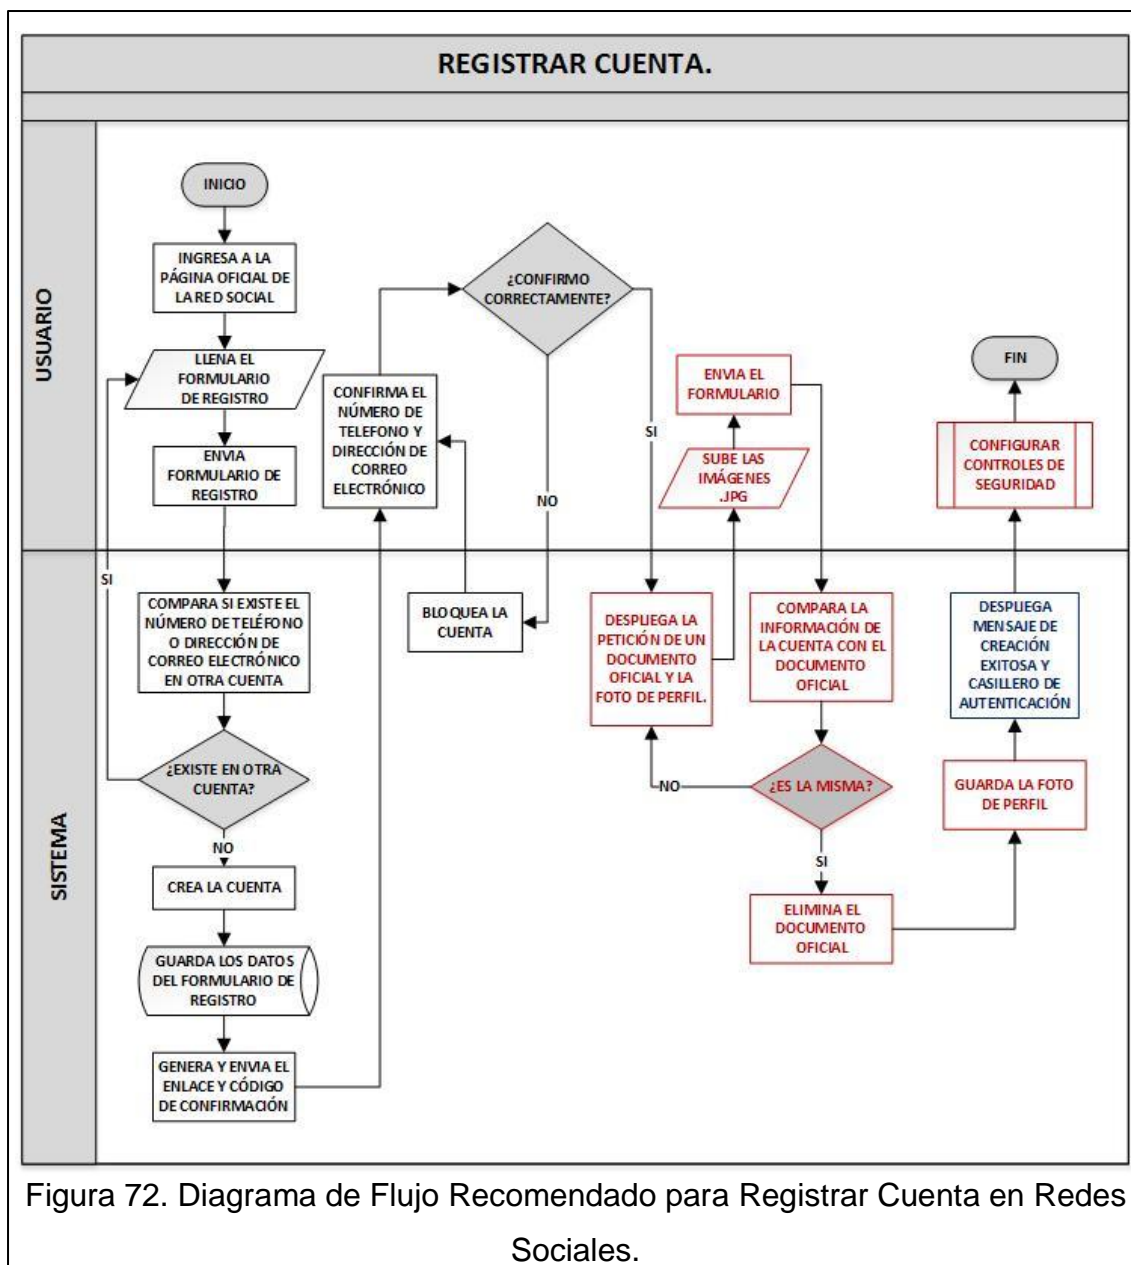 REGISTRAR CUENTA.
USUARIO
INICIO
INGRESA A LA
PÁGINA OFICIAL DE
LA RED SOCIAL
LLENA EL
FORMULARIO
DE REGISTRO
ENVIA
FORMULARIO DE
REGISTRO
CONFIRMA EL
NÚMERO DE
TELEFONO Y
DIRECCIÓN DE
CORREO
ELECTRÓNICO
¿CONFIRMO
CORRECTAMENTE?
SI
NO
ENVIA EL
FORMULARIO
SUBE LAS
IMÁGENES
.JPG
FIN
CONFIGURAR
CONTROLES DE
SEGURIDAD
SISTEMA
SI
COMPARA SI EXISTE EL
NÚMERO DE TELÉFONO
O DIRECCIÓN DE
CORREO ELECTRÓNICO
EN OTRA CUENTA
¿EXISTE EN OTRA
CUENTA?
NO
CREA LA CUENTA
GUARDA LOS DATOS
DEL FORMULARIO DE
REGISTRO
GENERA Y ENVIA EL
ENLACE Y CÓDIGO
DE CONFIRMACIÓN
BLOQUEA LA
CUENTA
DESPLIEGA LA
PETICIÓN DE UN
DOCUMENTO
OFICIAL Y LA
FOTO DE PERFIL.
COMPARA LA
INFORMACIÓN DE
LA CUENTA CON EL
DOCUMENTO
OFICIAL
NO
¿ES LA MISMA?
SI
ELIMINA EL
DOCUMENTO
OFICIAL
DESPLIEGA
MENSAJE DE
CREACIÓN
EXITOSA Y
CASILLERO DE
AUTENTICACIÓN
GUARDA LA FOTO
DE PERFIL
Figura 72. Diagrama de Flujo Recomendado para Registrar Cuenta en Redes
Sociales.